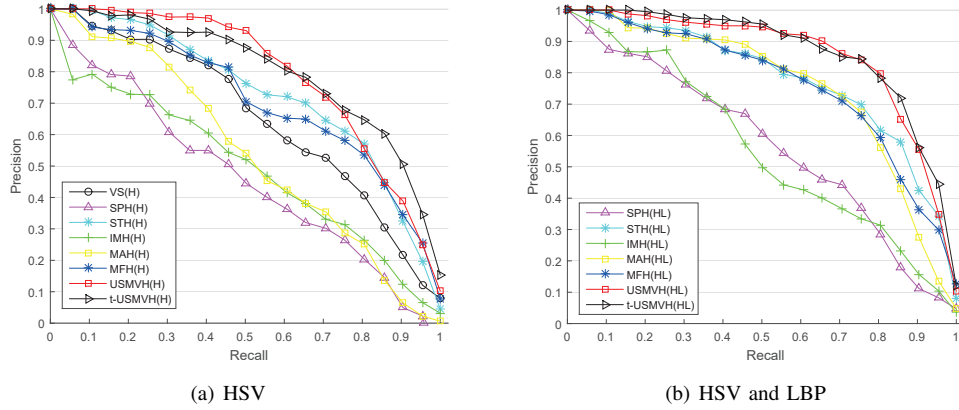 Precision
1
0.9
0.8
0.7
0.6
0.5
0.4
0.3
0.2
0.1
0
VS(H)
SPH(H)
STH(H)
IMH(H)
MAH(H)
MFH(H)
USMVH(H)
t-USMVH(H)
0 0.1 0.2 0.3 0.4 0.5 0.6 0.7 0.8 0.9 1
Recall
(a) HSV
Precision
1
0.9
0.8
0.7
0.6
0.5
0.4
0.3
0.2
0.1
0
SPH(HL)
STH(HL)
IMH(HL)
MAH(HL)
MFH(HL)
USMVH(HL)
t-USMVH(HL)
0 0.1 0.2 0.3 0.4 0.5 0.6 0.7 0.8 0.9 1
Recall
(b) HSV and LBP